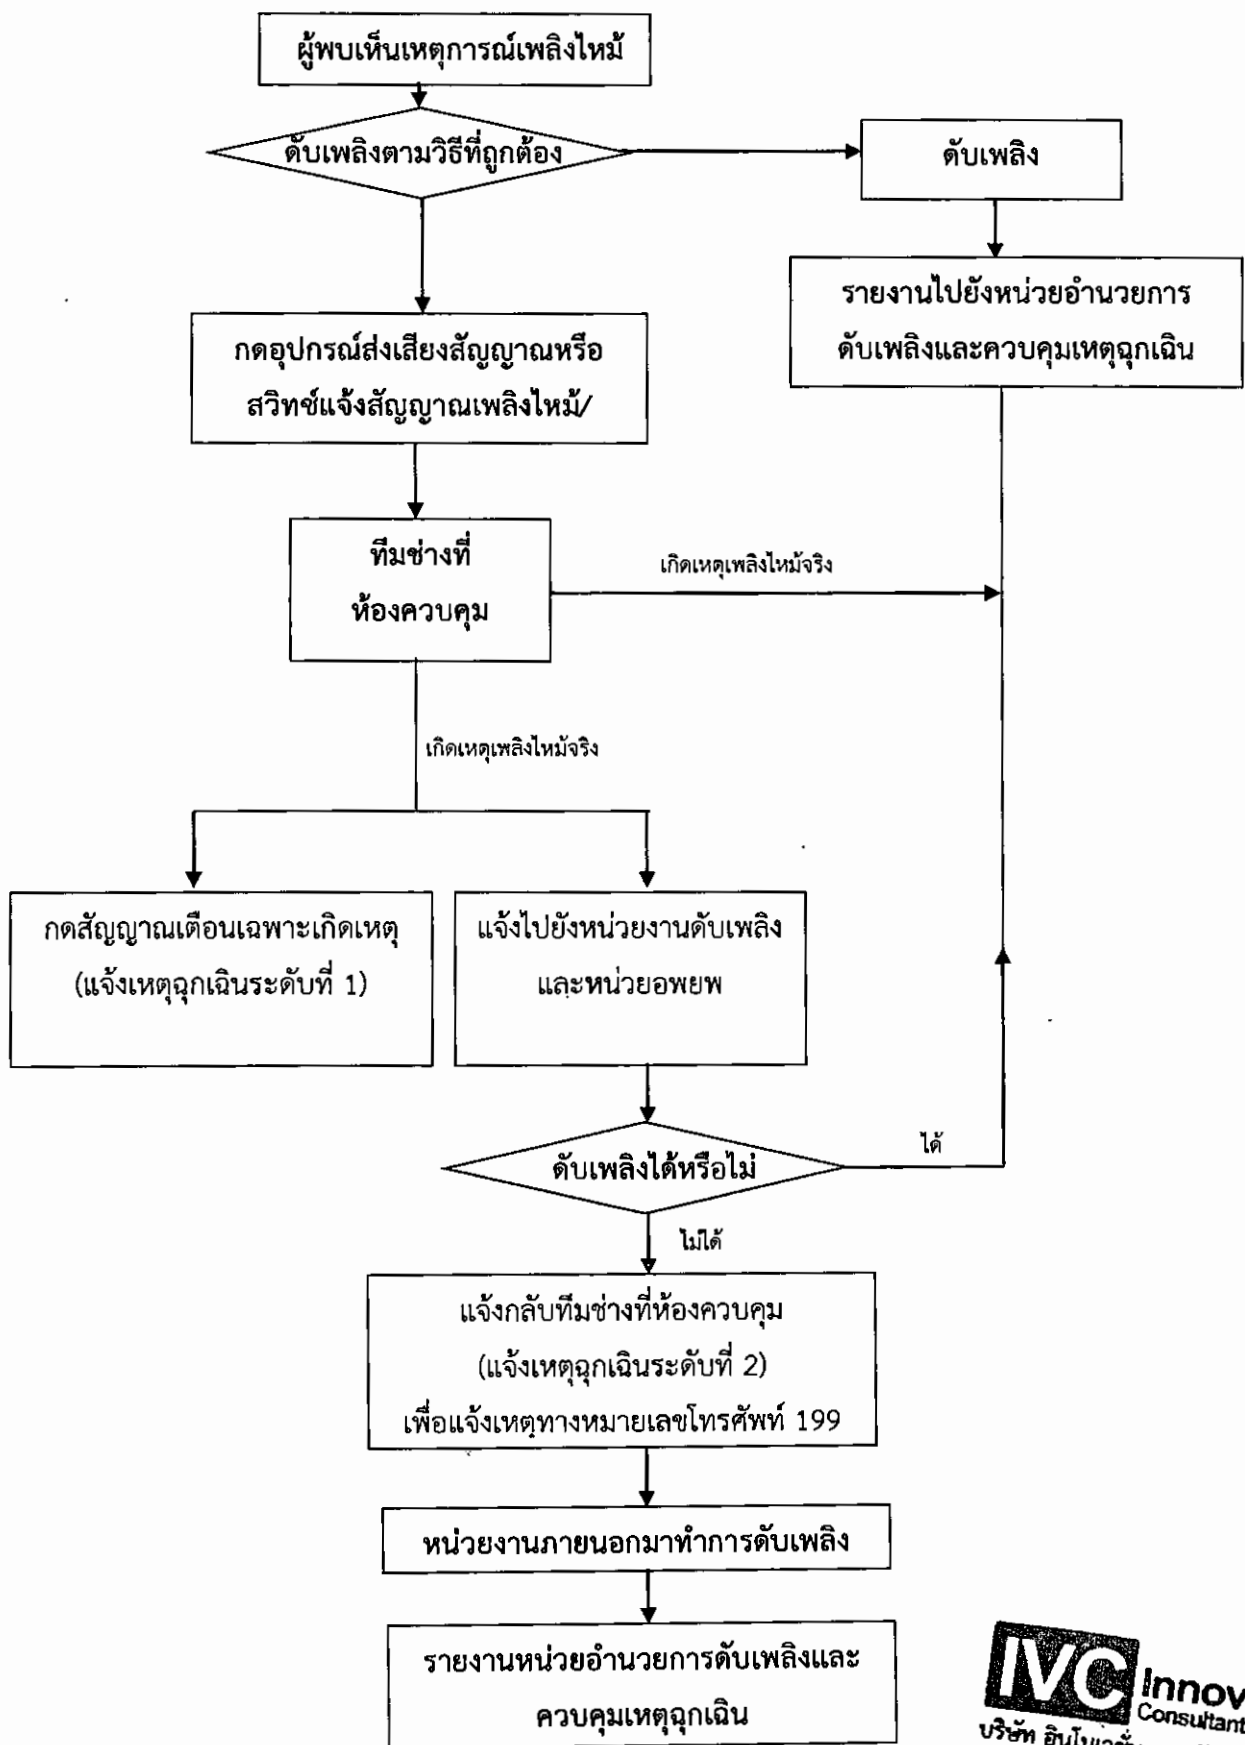 ผู้พบเห็นเหตุการณ์เพลิงไหม้
ดับเพลิงตามวิธีที่ถูกต้อง
ดับเพลิง
รายงานไปยังหน่วยอำนวยการ
ดับเพลิงและควบคุมเหตุฉุกเฉิน
กดอุปกรณ์ส่งเสียงสัญญาณหรือ
สวิทช์แจ้งสัญญาณเพลิงไหม้/
ทีมช่างที่
ห้องควบคุม
เกิดเหตุเพลิงไหม้จริง
เกิดเหตุเพลิงไหม้จริง
กดสัญญาณเตือนเฉพาะเกิดเหตุ
(แจ้งเหตุฉุกเฉินระดับที่ 1)
แจ้งไปยังหน่วยงานดับเพลิง
และหน่วยอพยพ
ดับเพลิงได้หรือไม่
ได้
ไม่ได้
แจ้งกลับทีมช่างที่ห้องควบคุม
(แจ้งเหตุฉุกเฉินระดับที่ 2)
เพื่อแจ้งเหตุทางหมายเลขโทรศัพท์ 199
หน่วยงานภายนอกมาทำการดับเพลิง
รายงานหน่วยอำนวยการดับเพลิงและ
ควบคุมเหตุฉุกเฉิน
IVC Innov
Consultant
บริษัท